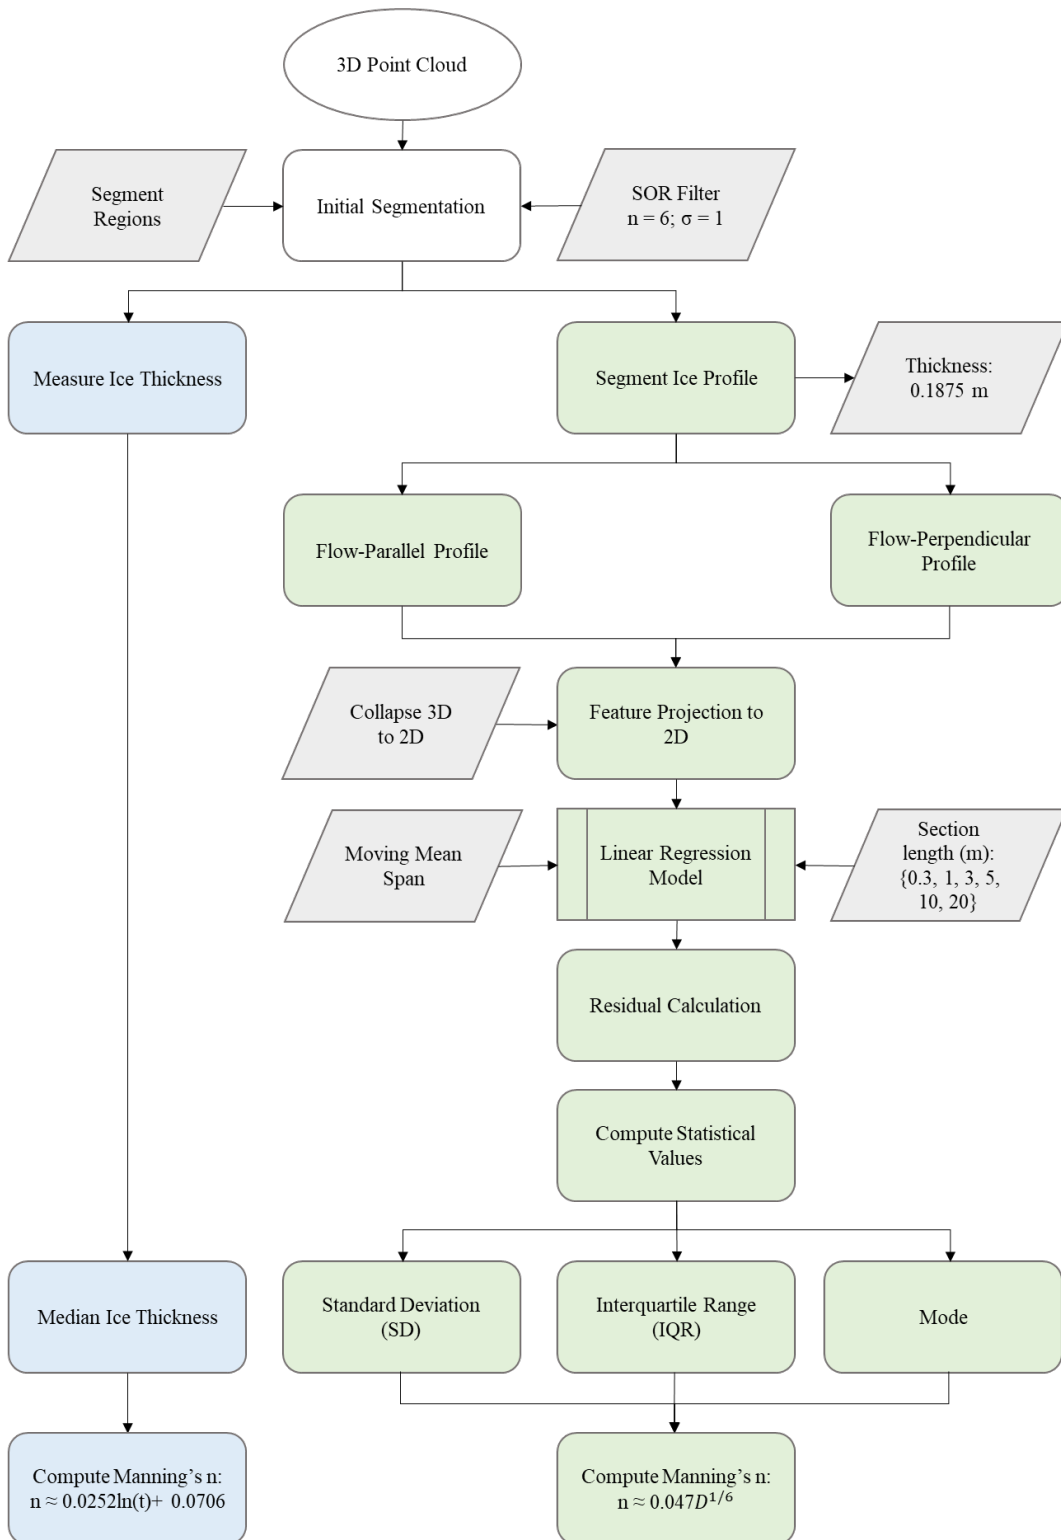 3D Point Cloud
Segment
Regions
Initial Segmentation
SOR Filter
n = 6; σ = 1
Measure Ice Thickness
Segment Ice Profile
Thickness:
0.1875 m
Flow-Parallel Profile
Flow-Perpendicular
Profile
Collapse 3D
to 2D
Feature Projection to
2D
Moving Mean
Span
Linear Regression
Model
Section
length (m):
{0.3, 1, 3, 5,
10, 20}
Residual Calculation
Compute Statistical
Values
Median Ice Thickness
Standard Deviation
(SD)
Interquartile Range
(IQR)
Mode
Compute Manning’s n:
n ≈ 0.0252ln(t)+ 0.0706
Compute Manning’s n:
n ≈ 0.047D^{1/6}